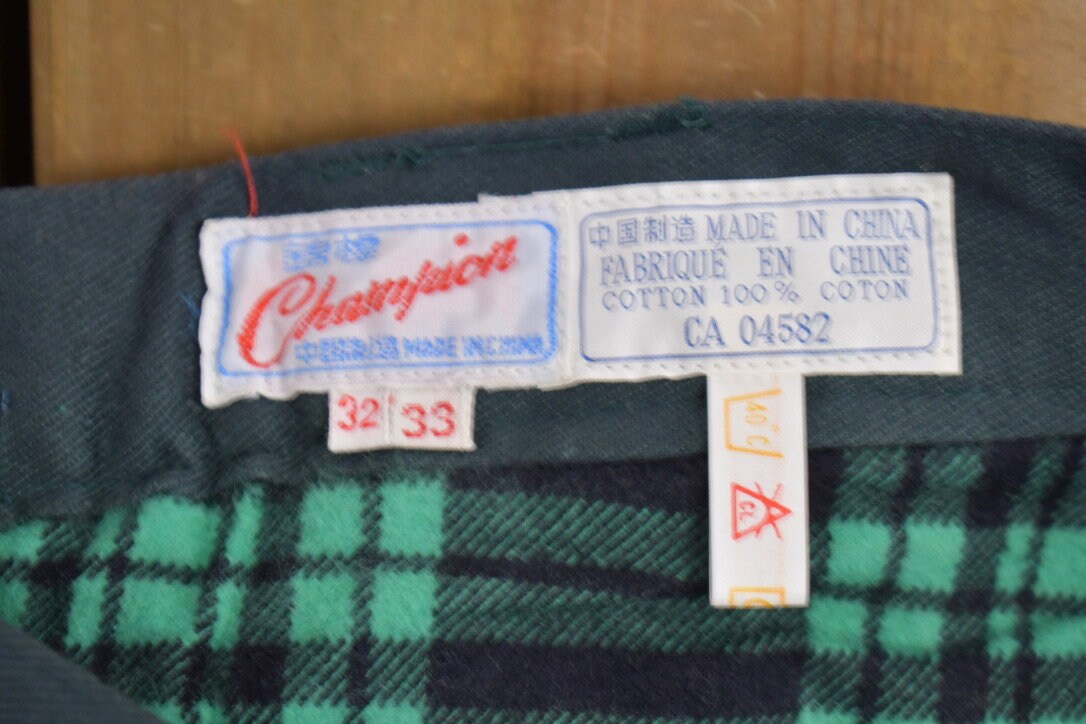 Champion
中国制造 MADE IN CHINA
32 33
中国制造 MADE IN CHINA
FABRIQUÉ EN CHINE
COTTON 100% COTON
CA 04582
40°C
CL